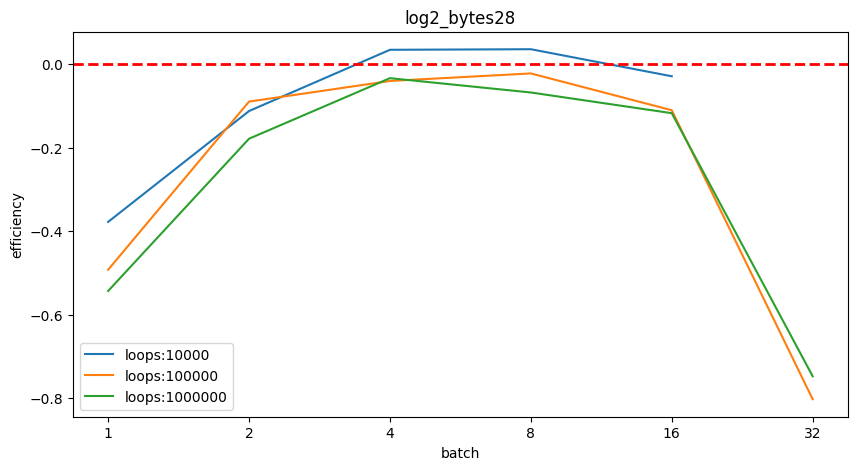 log2_bytes28
efficiency
0.0
−0.2
−0.4
−0.6
−0.8
loops:10000
loops:100000
loops:1000000
1 2 4 8 16 32
batch